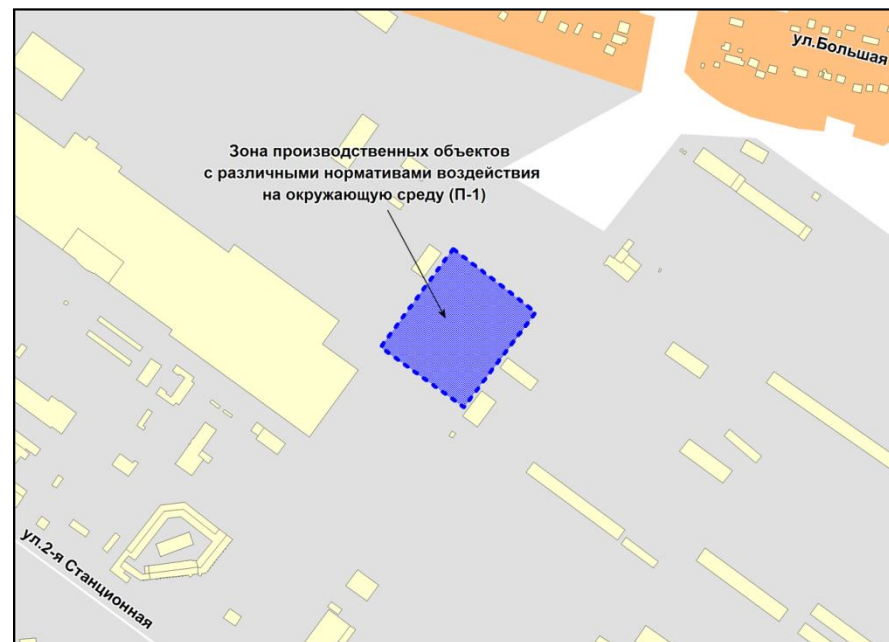 ул.Большая
Зона производственных объектов
с различными нормативами воздействия
на окружающую среду (П-1)
ул.2-я Станционная